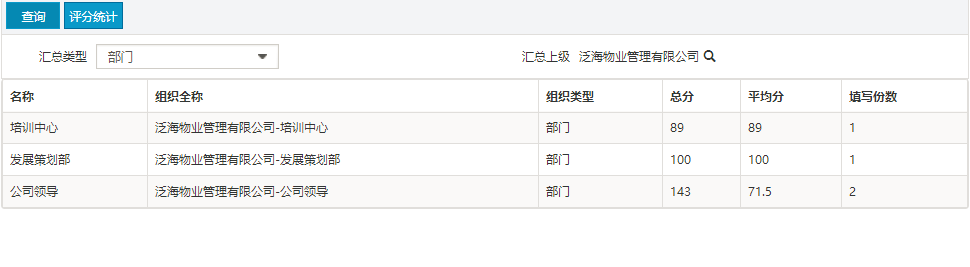 查询 评分统计
汇总类型 部门 汇总上级 泛海物业管理有限公司
名称 组织全称 组织类型 总分 平均分 填写份数
培训中心 泛海物业管理有限公司-培训中心 部门 89 89 1
发展策划部 泛海物业管理有限公司-发展策划部 部门 100 100 1
公司领导 泛海物业管理有限公司-公司领导 部门 143 71.5 2